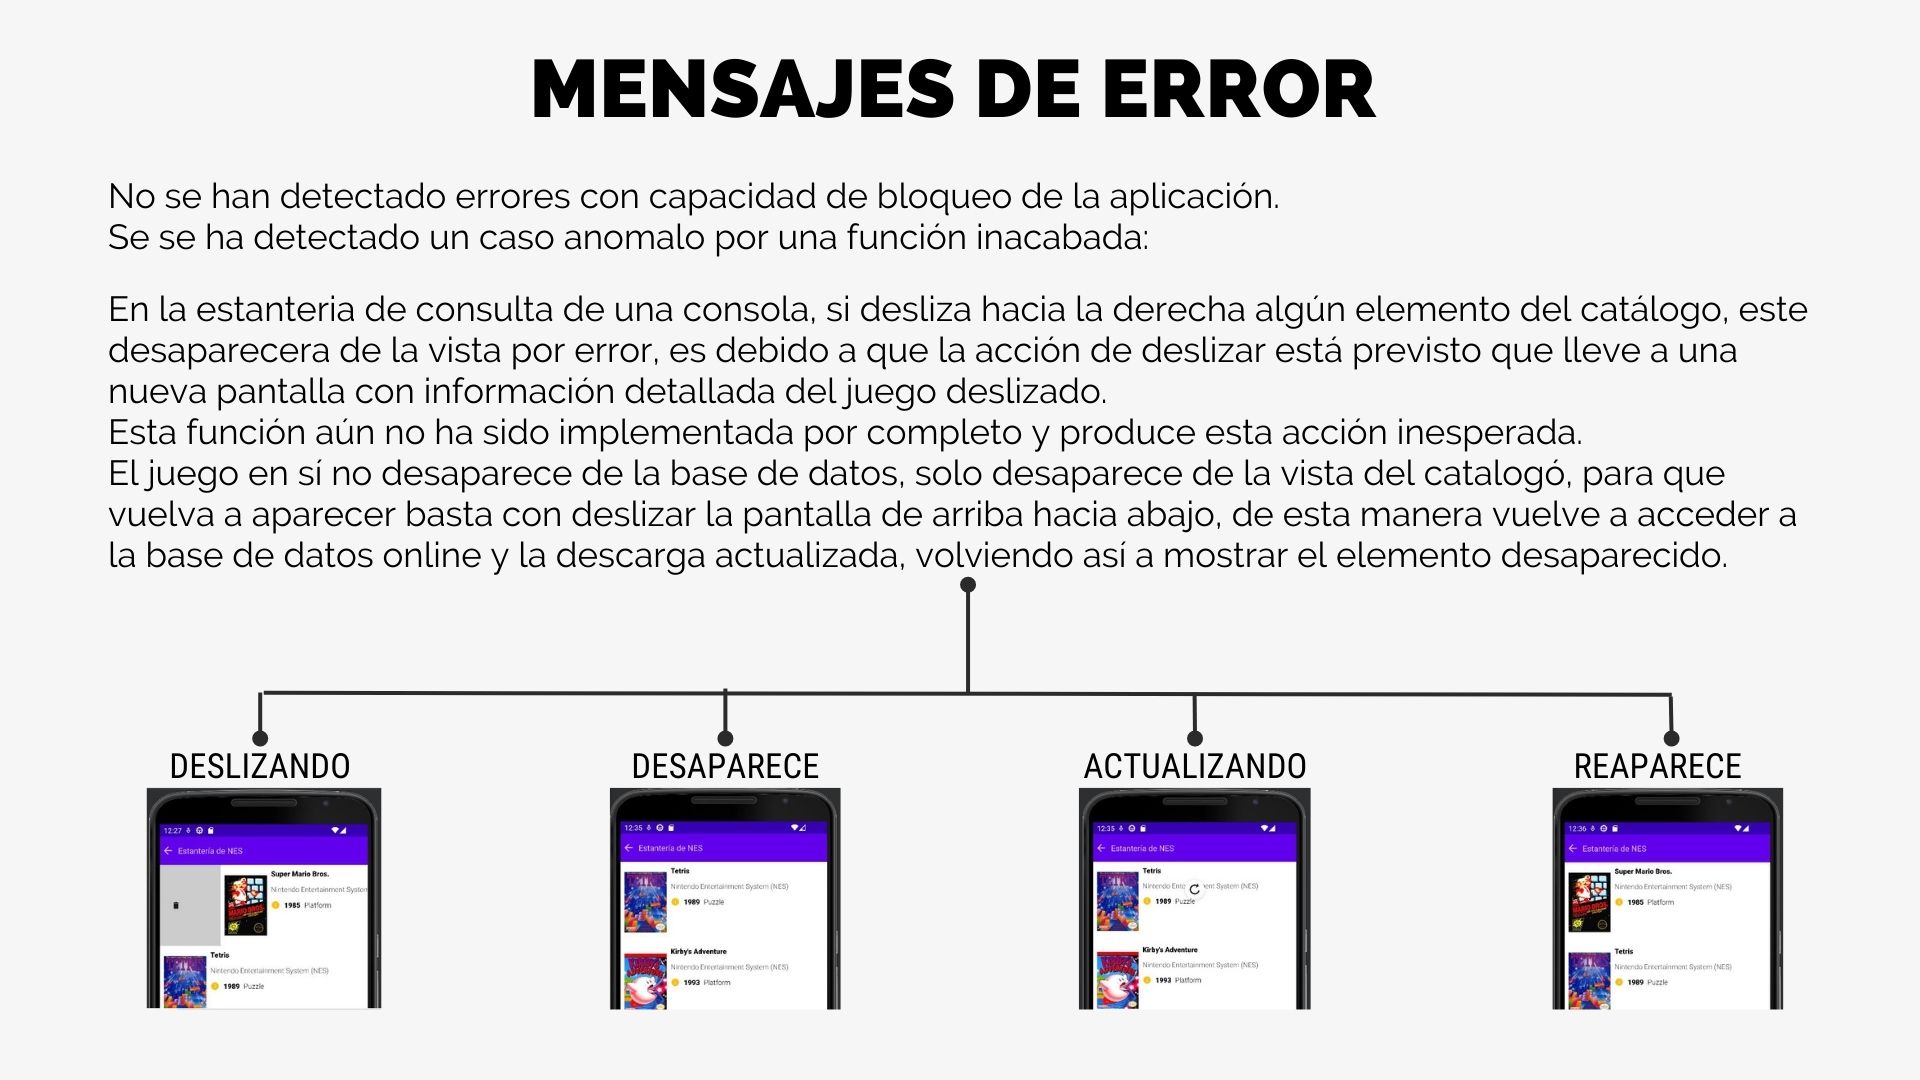 MENSAJES DE ERROR
No se han detectado errores con capacidad de bloqueo de la aplicación.
Se se ha detectado un caso anomalo por una función inacabada:
En la estanteria de consulta de una consola, si desliza hacia la derecha algún elemento del catálogo, este
desaparecera de la vista por error, es debido a que la acción de deslizar está previsto que lleve a una
nueva pantalla con información detallada del juego deslizado.
Esta función aún no ha sido implementada por completo y produce esta acción inesperada.
El juego en sí no desaparece de la base de datos, solo desaparece de la vista del catalogó, para que
vuelva a aparecer basta con deslizar la pantalla de arriba hacia abajo, de esta manera vuelve a acceder a
la base de datos online y la descarga actualizada, volviendo así a mostrar el elemento desaparecido.
DESLIZANDO
12:27
Estantería de NES
Super Mario Bros.
Nintendo Entertainment System
1985 Platform
Tetris
Nintendo Entertainment System (NES)
1989 Puzzle
DESAPARECE
12:35
Estantería de NES
Tetris
Nintendo Entertainment System (NES)
1989 Puzzle
Kirby's Adventure
Nintendo Entertainment System (NES)
1993 Platform
ACTUALIZANDO
12:35
Estantería de NES
Tetris
Nintendo System (NES)
1989 Puzzle
Kirby's Adventure
Nintendo Entertainment System (NES)
1993 Platform
REAPARECE
12:36
Estantería de NES
Super Mario Bros.
Nintendo Entertainment System (NES)
1985 Platform
Tetris
Nintendo Entertainment System (NES)
1989 Puzzle